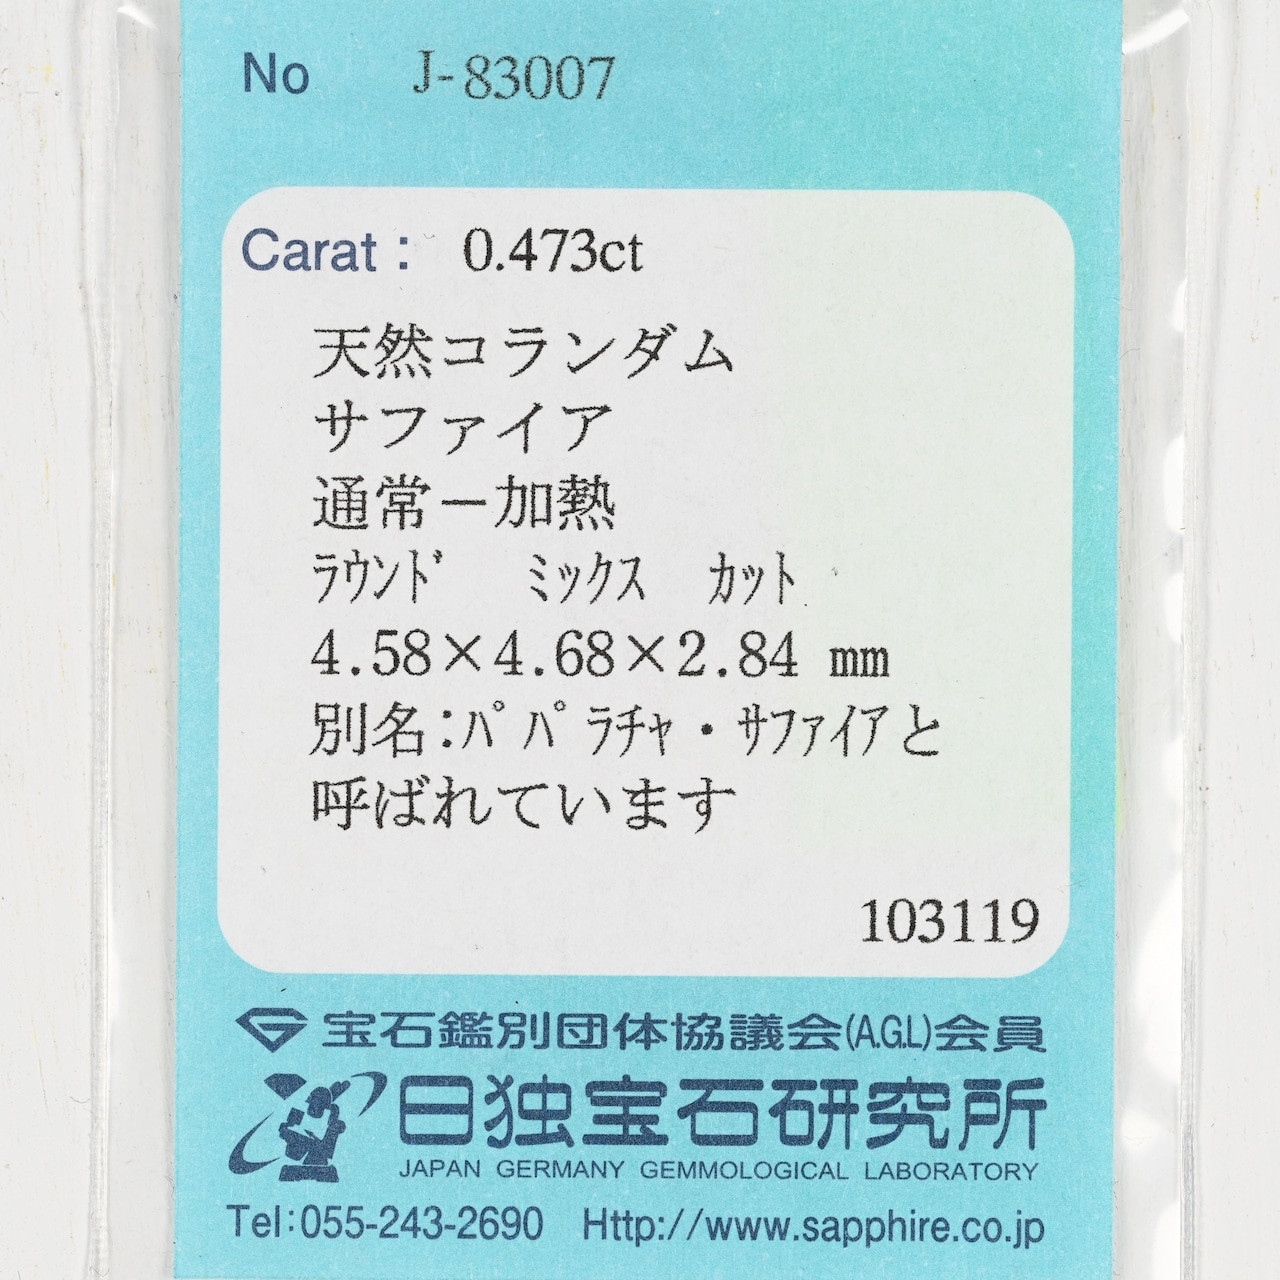 No J-83007
Carat : 0.473ct
天然コランダム
サファイア
通常－加熱
ﾗｳﾝﾄﾞ ﾐｯｸｽ ｶｯﾄ
4.58×4.68×2.84 mm
別名:ﾊﾟﾊﾟﾗﾁｬ・ｻﾌｧｲｱと
呼ばれています
103119
宝石鑑別団体協議会(A.G.L)会員
日独宝石研究所
JAPAN GERMANY GEMMOLOGICAL LABORATORY
Tel:055-243-2690 Http://www.sapphire.co.jp